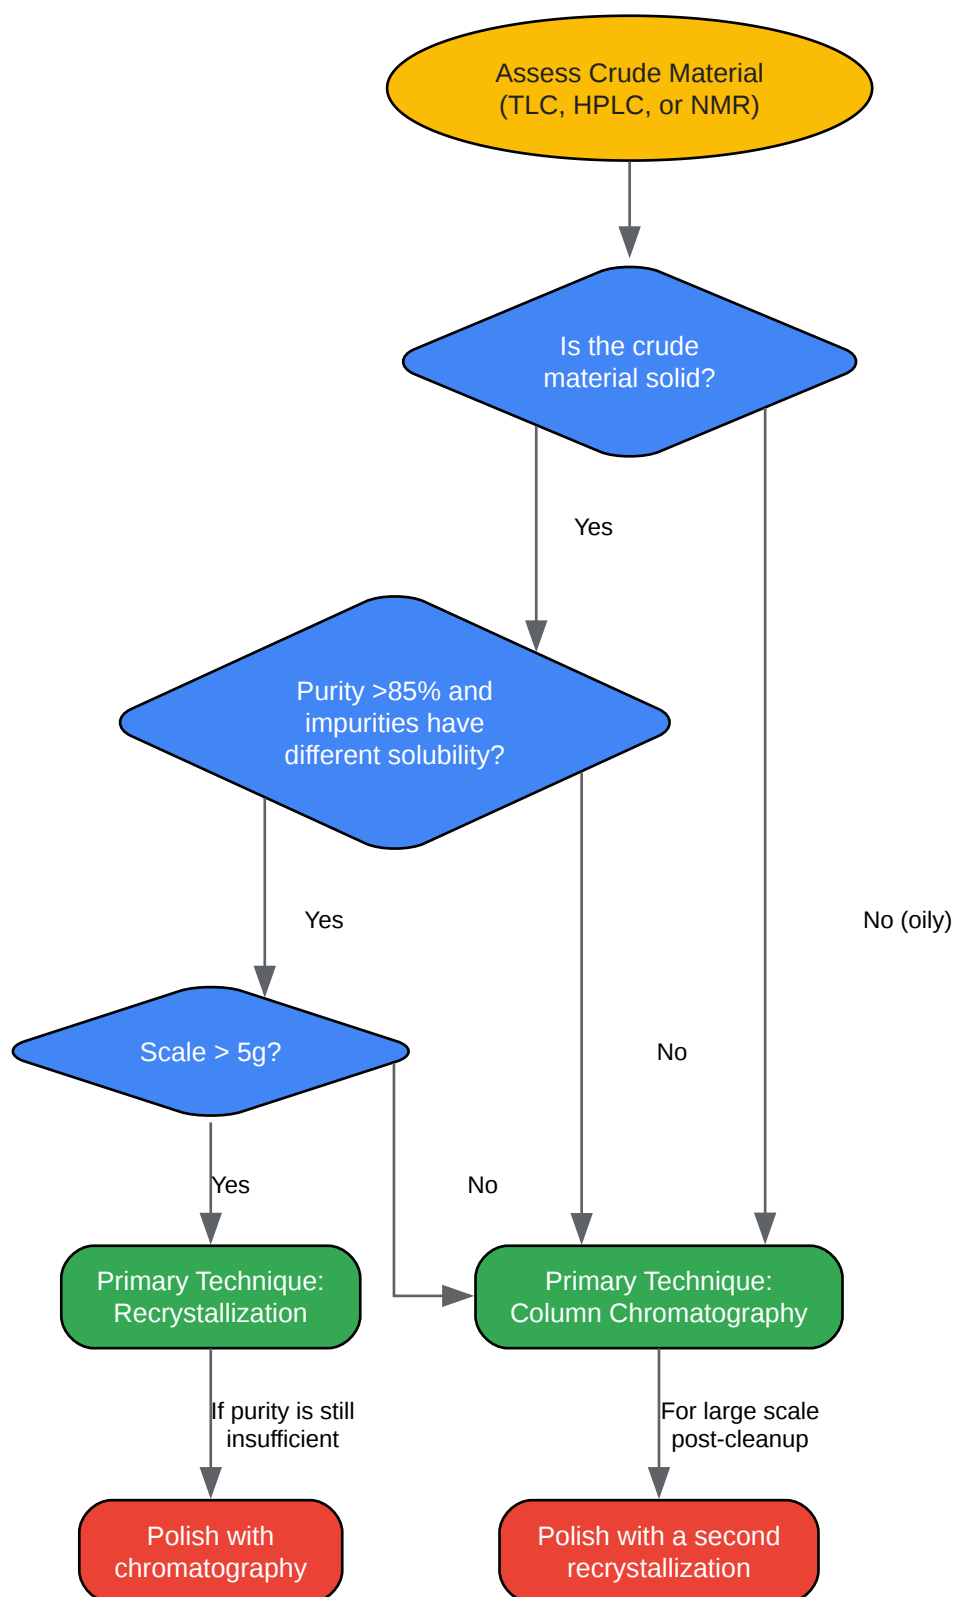 Assess Crude Material
(TLC, HPLC, or NMR)
Is the crude
material solid?
Yes
Purity >85% and
impurities have
different solubility?
Yes
No (oily)
Scale > 5g?
No
Yes
No
Primary Technique:
Recrystallization
Primary Technique:
Column Chromatography
If purity is still
insufficient
For large scale
post-cleanup
Polish with
chromatography
Polish with a second
recrystallization